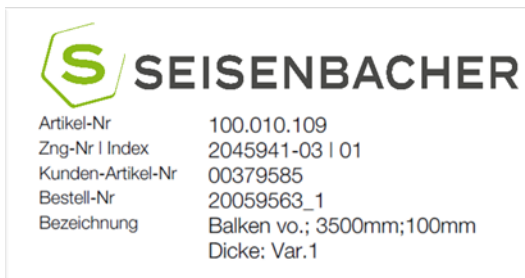 S SEISENBACHER
Artikel-Nr 100.010.109
Zng-Nr | Index 2045941-03 | 01
Kunden-Artikel-Nr 00379585
Bestell-Nr 20059563_1
Bezeichnung Balken vo.; 3500mm;100mm
Dicke: Var.1